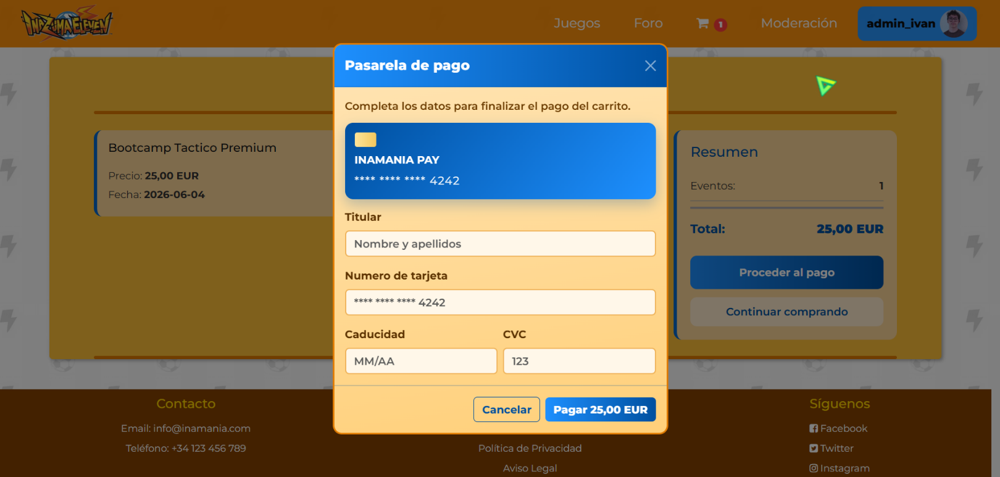 INAZUMA ELEVEN
Juegos
Foro
1
Moderación
admin_ivan
Pasarela de pago
Completa los datos para finalizar el pago del carrito.
INAMANIA PAY
**** **** **** 4242
Titular
Nombre y apellidos
Numero de tarjeta
**** **** **** 4242
Caducidad
CVC
MM/AA
123
Cancelar
Pagar 25,00 EUR
Bootcamp Tactico Premium
Precio: 25,00 EUR
Fecha: 2026-06-04
Resumen
Eventos: 1
Total: 25,00 EUR
Proceder al pago
Continuar comprando
Contacto
Email: info@inamania.com
Teléfono: +34 123 456 789
Política de Privacidad
Aviso Legal
Síguenos
Facebook
Twitter
Instagram